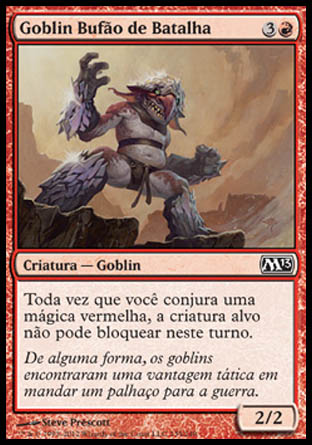 Goblin Bufão de Batalha 3
Criatura — Goblin M13
Toda vez que você conjura uma
mágica vermelha, a criatura alvo
não pode bloquear neste turno.
De alguma forma, os goblins
encontraram uma vantagem tática em
mandar um palhaço para a guerra.
Steve Prescott
2/2